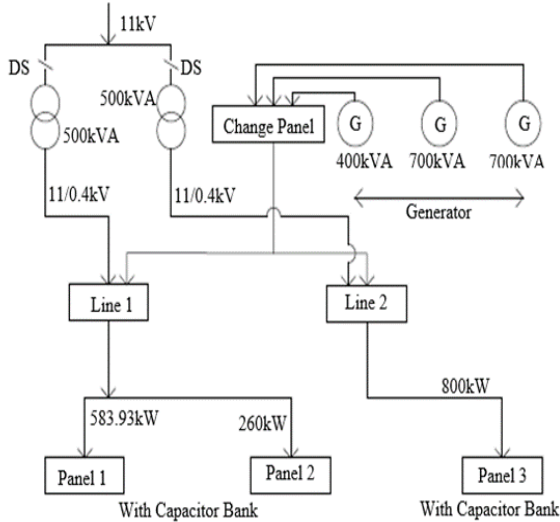 11kV
DS
DS
500kVA
500kVA
Change Panel
G
G
G
400kVA
700kVA
700kVA
11/0.4kV
11/0.4kV
Generator
Line 1
Line 2
583.93kW
260kW
800kW
Panel 1
Panel 2
Panel 3
With Capacitor Bank
With Capacitor Bank